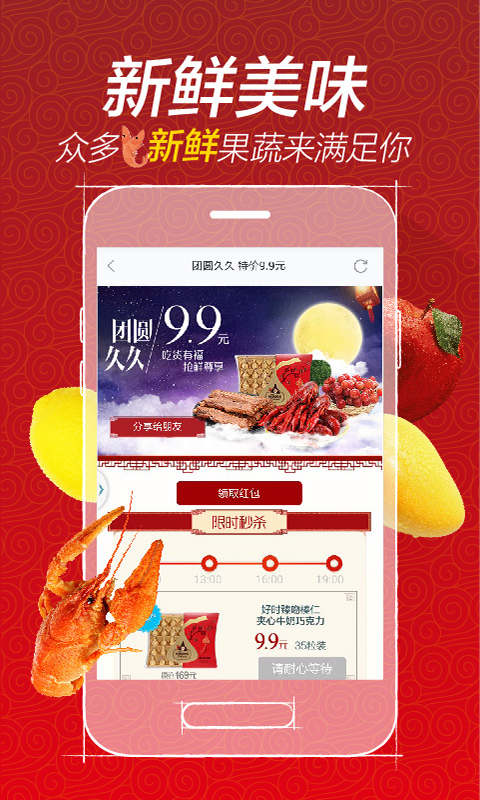 新鲜美味
众多新鲜果蔬来满足你
团圆久久 特价9.9元
团圆久久
9.9元
吃货有福
抢鲜尊享
分享给朋友
领取红包
限时秒杀
13:00
16:00
19:00
好时臻吻榛仁
夹心牛奶巧克力
9.9元 35粒装
请耐心等待
169元